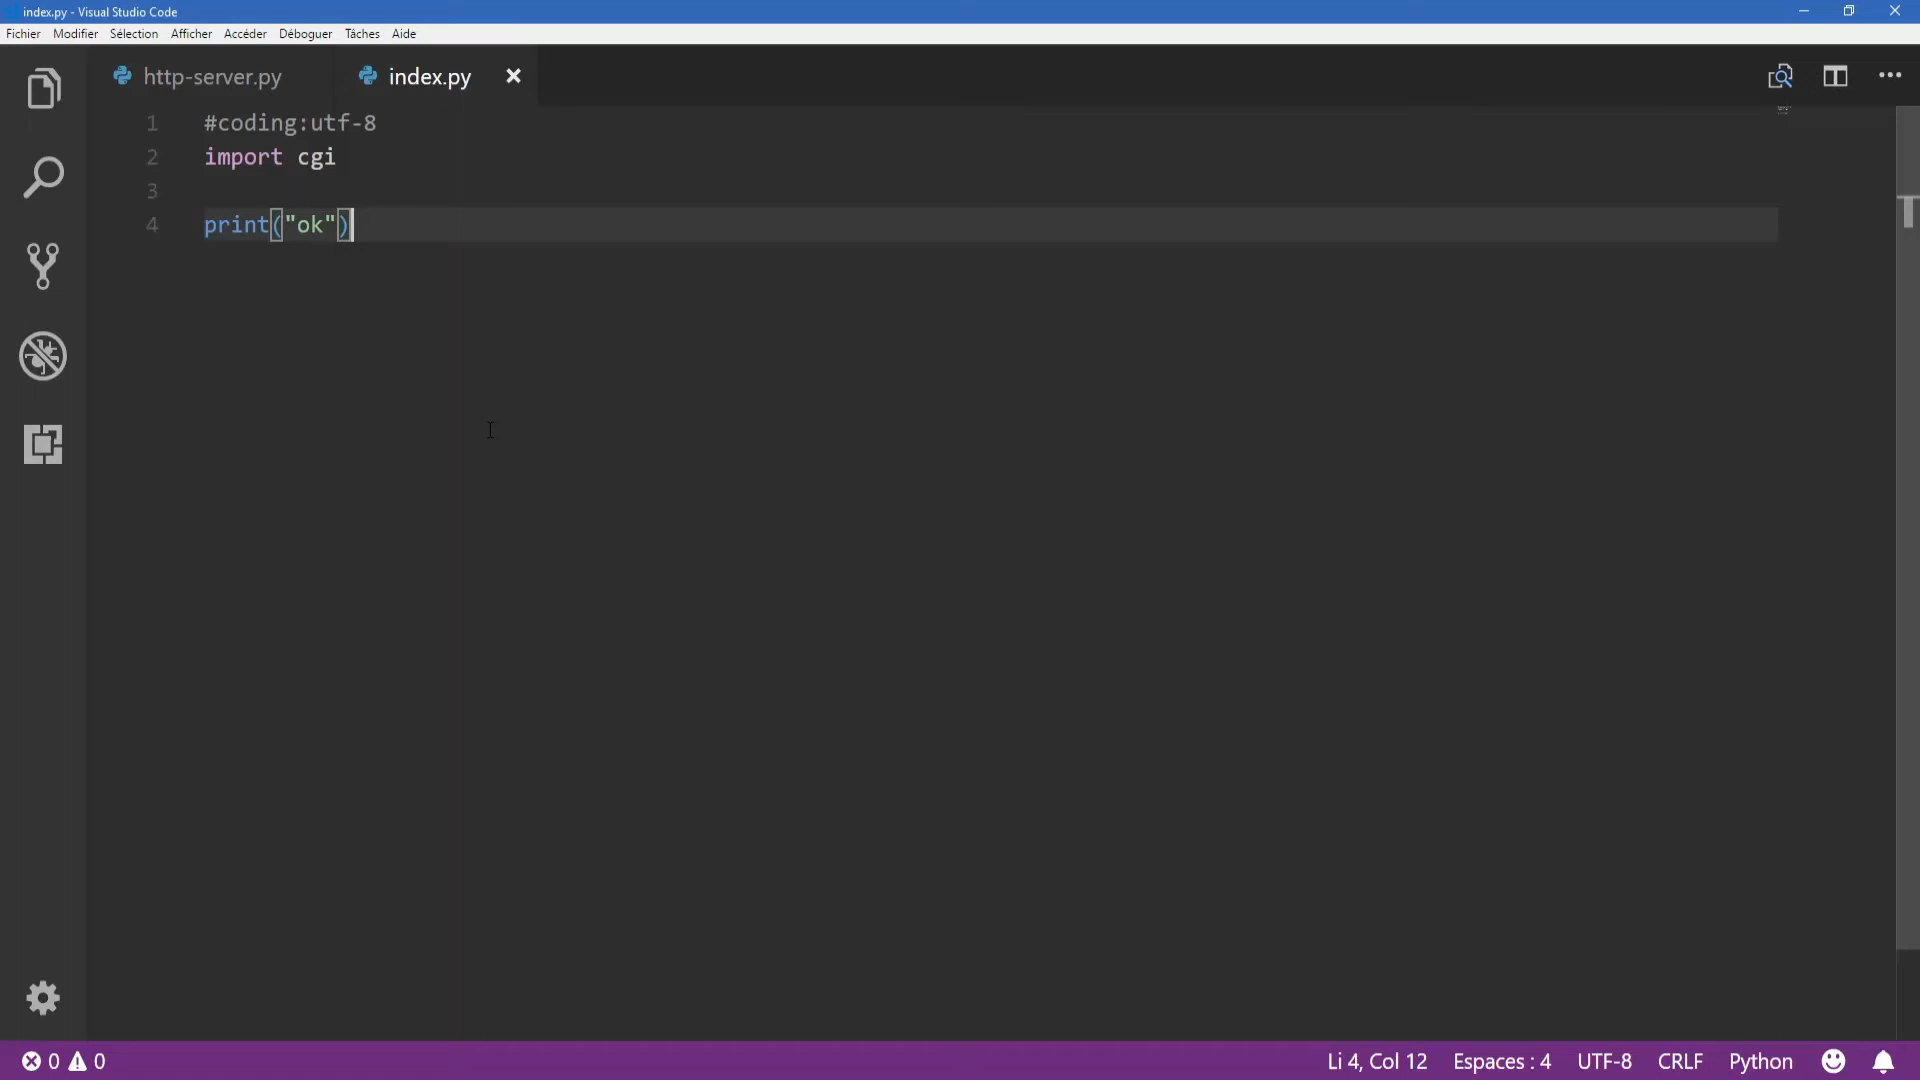 index.py - Visual Studio Code
Fichier Modifier Sélection Afficher Accéder Déboguer Tâches Aide
http-server.py index.py
1 #coding:utf-8
2 import cgi
3
4 print("ok")
0 0 Li 4, Col 12 Espaces : 4 UTF-8 CRLF Python